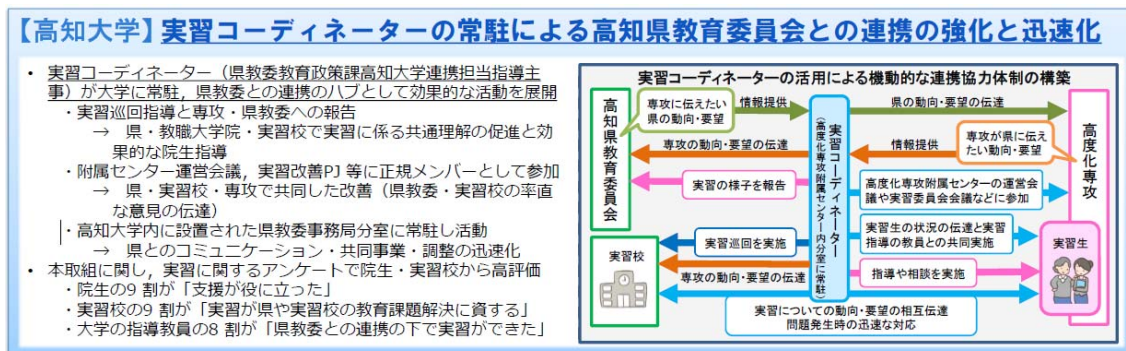 【高知大学】実習コーディネーターの常駐による高知県教育委員会との連携の強化と迅速化
• 実習コーディネーター（県教委教育政策課高知大学連携担当指導主
事）が大学に常駐，県教委との連携のハブとして効果的な活動を展開
・実習巡回指導と専攻・県教委への報告
→ 県・教職大学院・実習校で実習に係る共通理解の促進と効
果的な院生指導
・附属センター運営会議，実習改善PJ 等に正規メンバーとして参加
→ 県・実習校・専攻で共同した改善（県教委・実習校の率直
な意見の伝達）
・高知大学内に設置された県教委事務局分室に常駐し活動
→ 県とのコミュニケーション・共同事業・調整の迅速化
• 本取組に関し，実習に関するアンケートで院生・実習校から高評価
・院生の9 割が「支援が役に立った」
・実習校の9 割が「実習が県や実習校の教育課題解決に資する」
・大学の指導教員の8 割が「県教委との連携の下で実習ができた」
実習コーディネーターの活用による機動的な連携協力体制の構築
高知県教育委員会
専攻に伝えたい
県の動向・要望
情報提供
県の動向・要望の伝達
専攻の動向・要望の伝達
情報提供
専攻が県に伝え
たい動向・要望
実習の様子を報告
高度化専攻附属センターの運営会
議や実習委員会会議などに参加
実習コーディネーター
（高度化専攻附属センター内分室に常駐）
高度化専攻
実習校
実習巡回を実施
実習生の状況の伝達と実習
指導の教員との共同実施
実習生
専攻の動向・要望の伝達
指導や相談を実施
実習についての動向・要望の相互伝達
問題発生時の迅速な対応